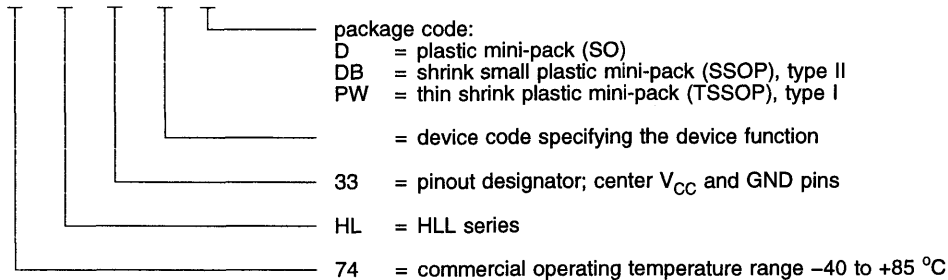 package code:
D = plastic mini-pack (SO)
DB = shrink small plastic mini-pack (SSOP), type II
PW = thin shrink plastic mini-pack (TSSOP), type I
= device code specifying the device function
33 = pinout designator; center VCC and GND pins
HL = HLL series
74 = commercial operating temperature range –40 to +85 °C